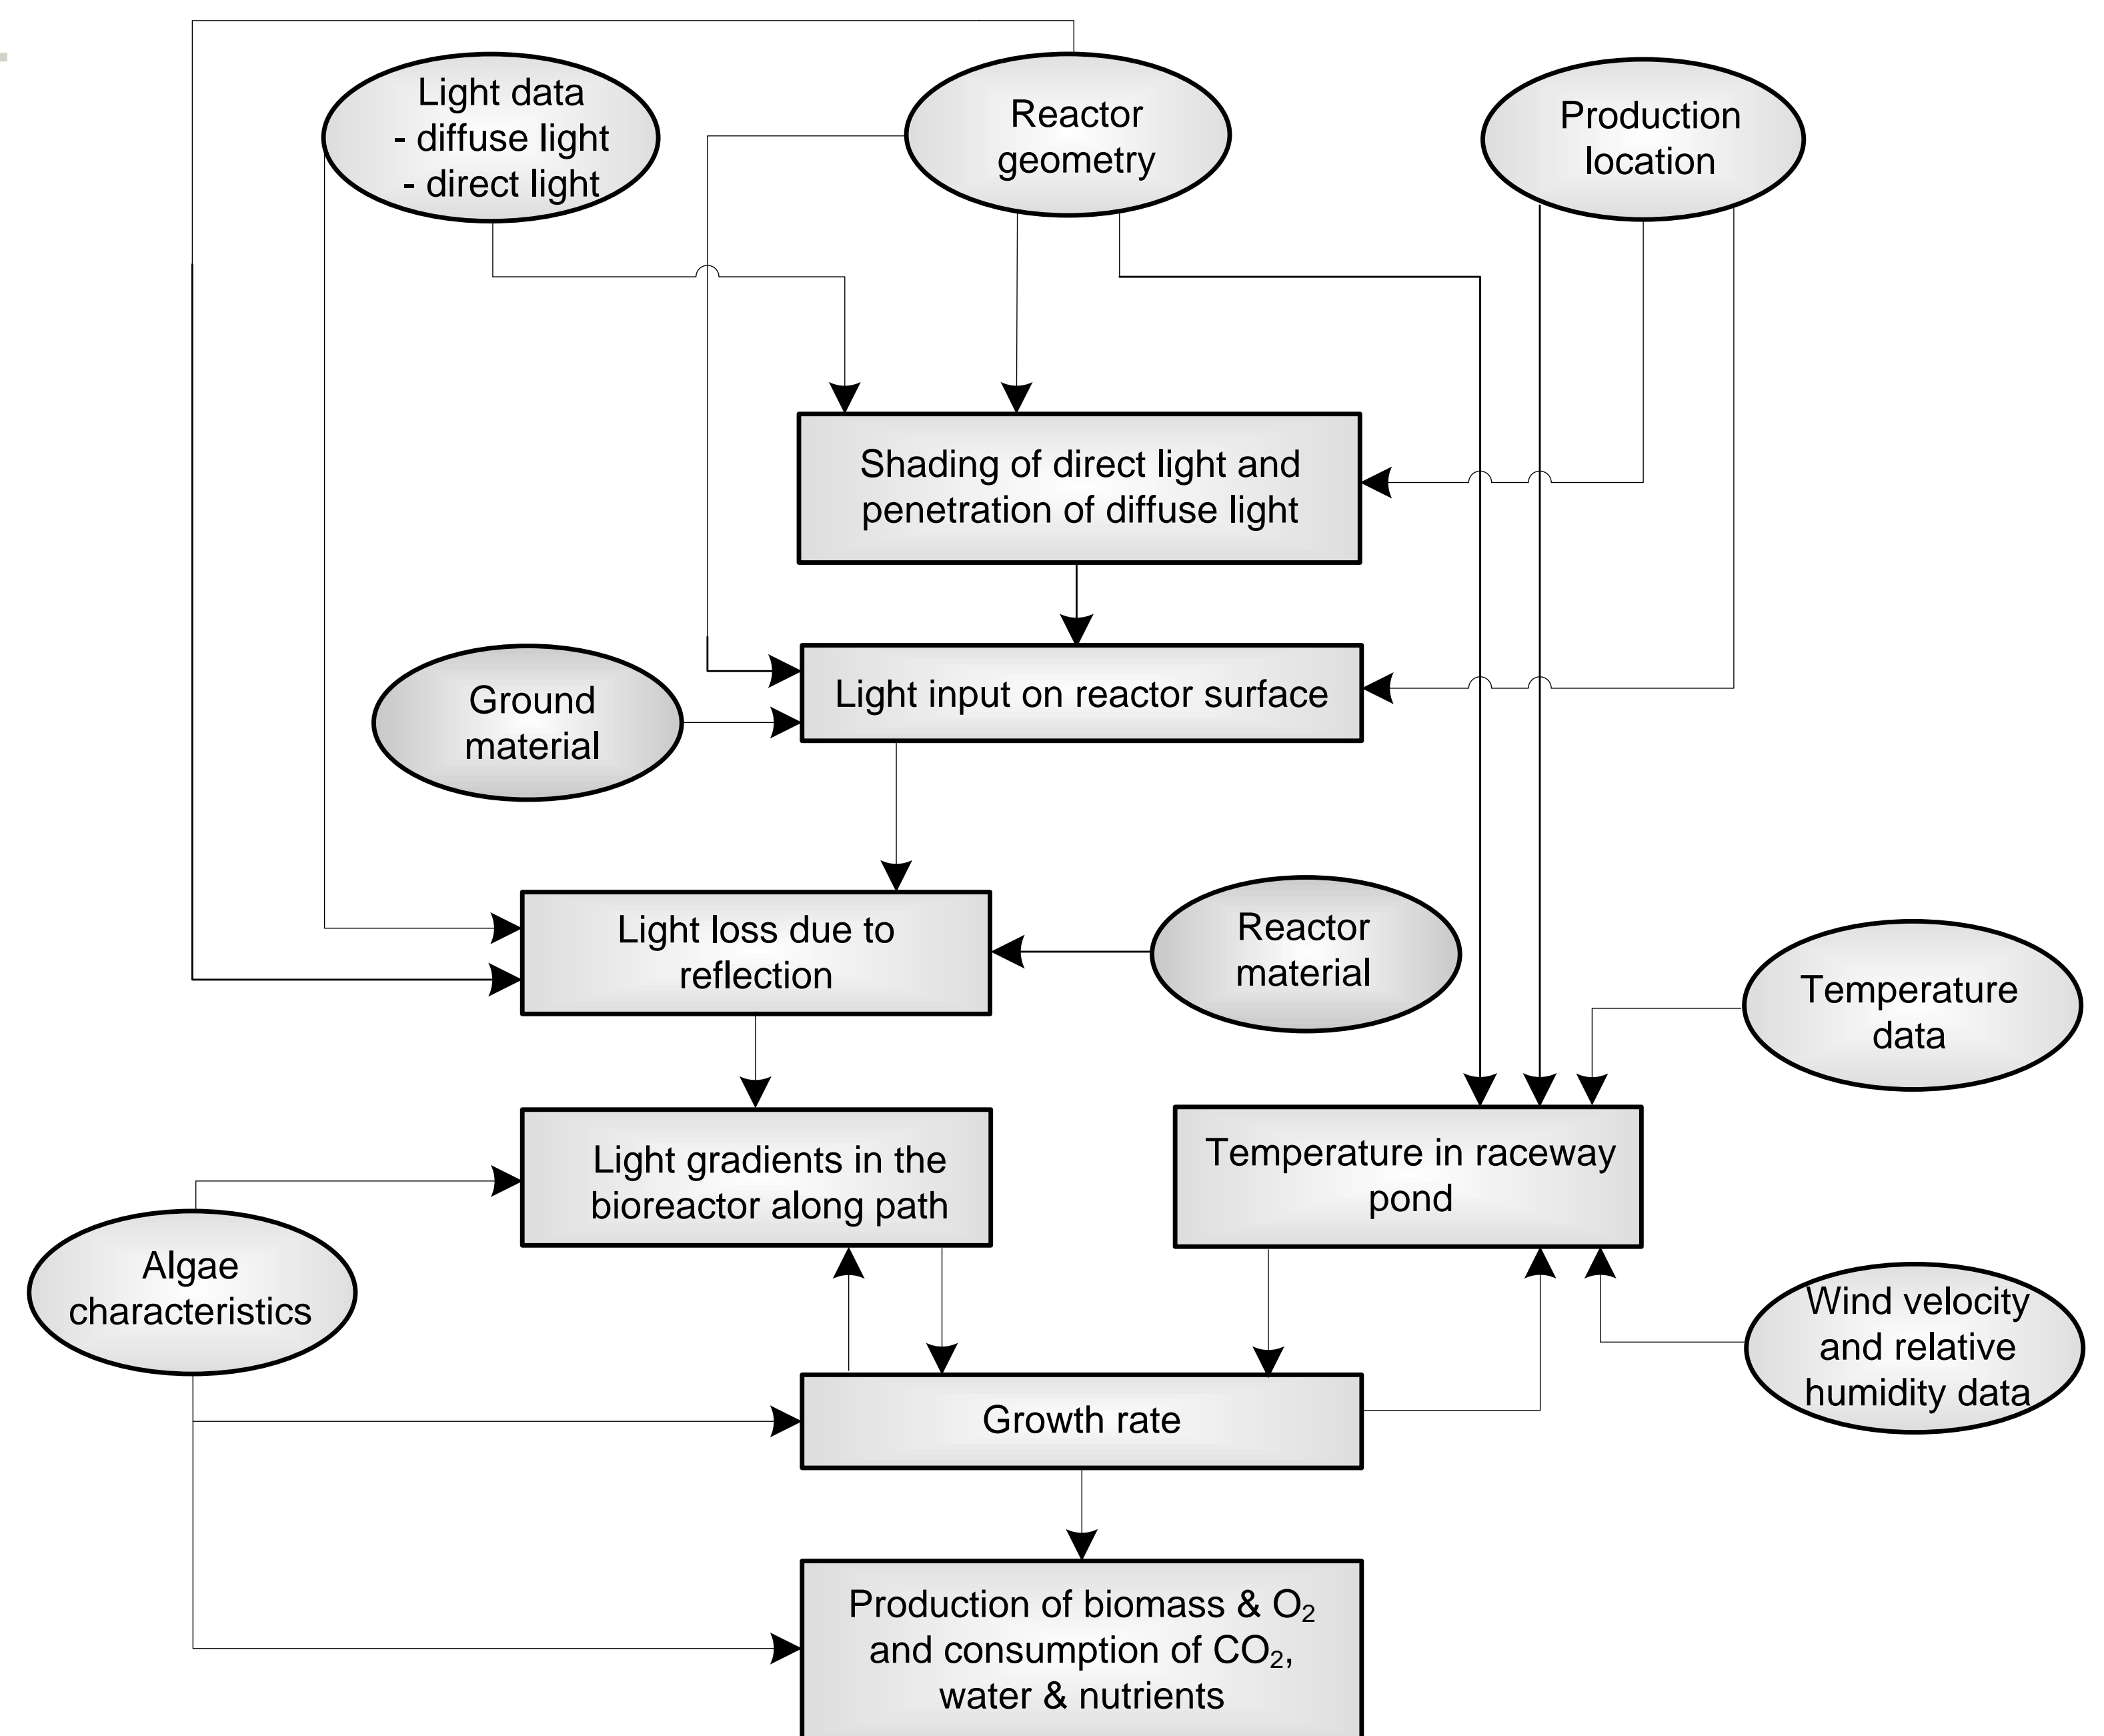 Light data
- diffuse light
- direct light
Reactor
geometry
Production
location
Shading of direct light and
penetration of diffuse light
Ground
material
Light input on reactor surface
Light loss due to
reflection
Reactor
material
Temperature
data
Light gradients in the
bioreactor along path
Temperature in raceway
pond
Algae
characteristics
Wind velocity
and relative
humidity data
Growth rate
Production of biomass & O₂
and consumption of CO₂,
water & nutrients